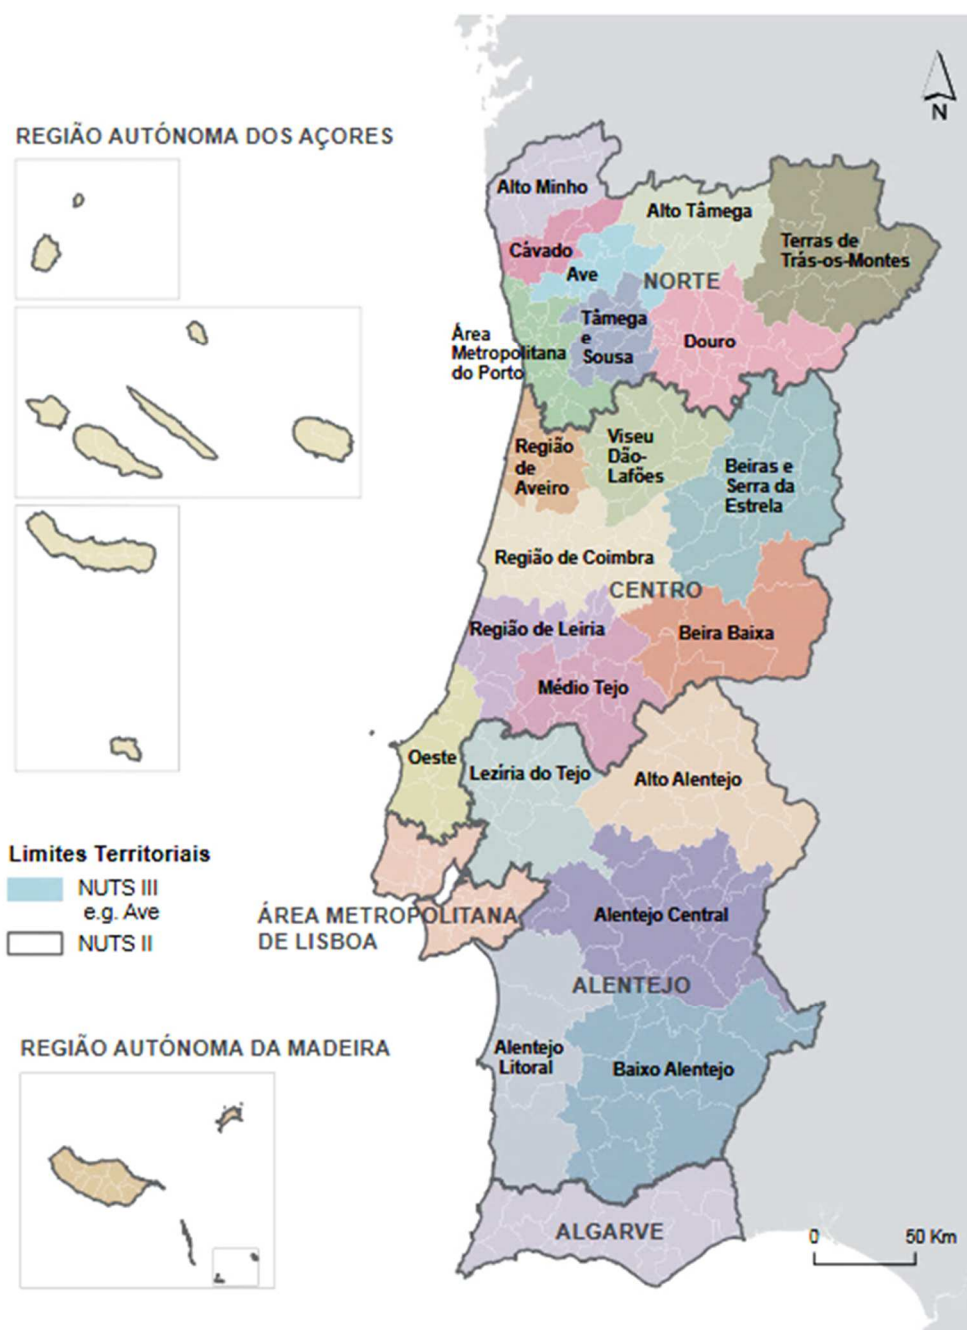 N
REGIÃO AUTÓNOMA DOS AÇORES
Alto Minho
Alto Tâmega
Terras de
Trás-os-Montes
Cávado
Ave
NORTE
Tâmega
e
Sousa
Área
Metropolitana
do Porto
Douro
Região
de
Aveiro
Viseu
Dão-
Lafões
Beiras e
Serra da
Estrela
Região de Coimbra
CENTRO
Região de Leiria
Beira Baixa
Médio Tejo
Oeste
Lezíria do Tejo
Alto Alentejo
Limites Territoriais
NUTS III
e.g. Ave
NUTS II
ÁREA METROPOLITANA
DE LISBOA
Alentejo Central
ALENTEJO
REGIÃO AUTÓNOMA DA MADEIRA
Alentejo
Litoral
Baixo Alentejo
ALGARVE
0 50 Km